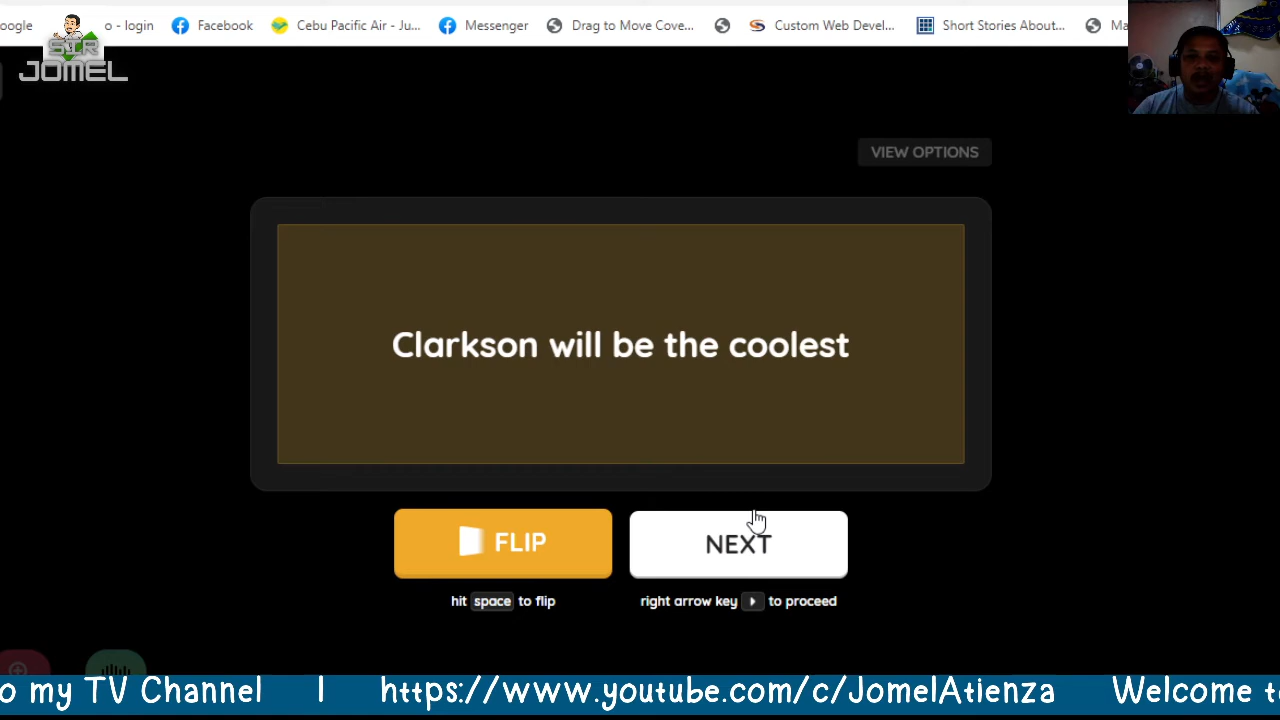 oogle
o - login
Facebook
Cebu Pacific Air - Ju...
Messenger
Drag to Move Cove...
Custom Web Devel...
Short Stories About...
Ma
SIR
JOMEL
VIEW OPTIONS
Clarkson will be the coolest
FLIP
NEXT
hit space to flip
right arrow key to proceed
o my TV Channel | https://www.youtube.com/c/JomelAtienza Welcome to